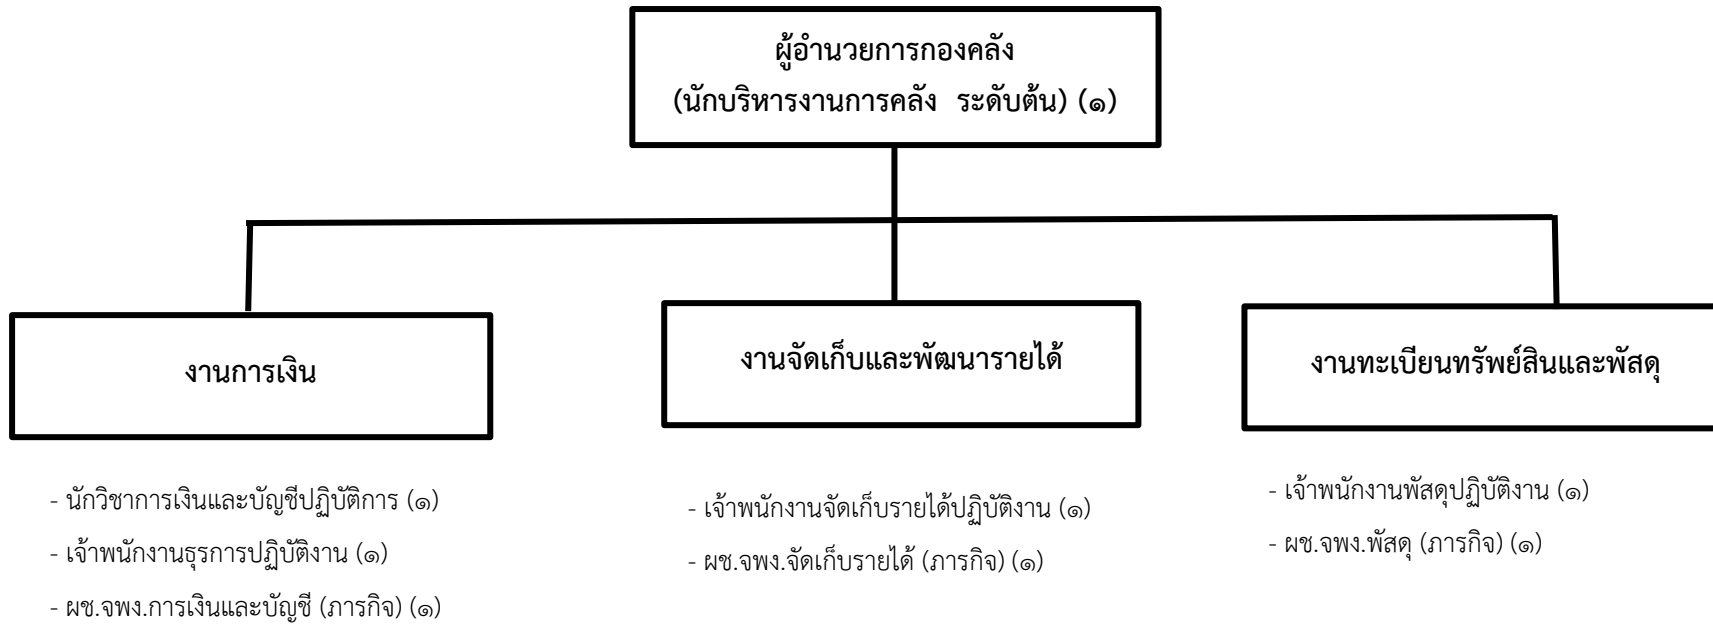 ผู้อำนวยการกองคลัง
(นักบริหารงานการคลัง ระดับต้น) (๑)
งานการเงิน
งานจัดเก็บและพัฒนารายได้
งานทะเบียนทรัพย์สินและพัสดุ
- นักวิชาการเงินและบัญชีปฏิบัติการ (๑)
- เจ้าพนักงานธุรการปฏิบัติงาน (๑)
- ผช.จพง.การเงินและบัญชี (ภารกิจ) (๑)
- เจ้าพนักงานจัดเก็บรายได้ปฏิบัติงาน (๑)
- ผช.จพง.จัดเก็บรายได้ (ภารกิจ) (๑)
- เจ้าพนักงานพัสดุปฏิบัติงาน (๑)
- ผช.จพง.พัสดุ (ภารกิจ) (๑)